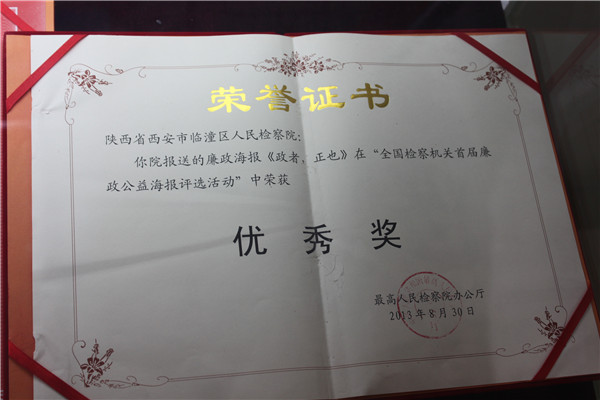 荣誉证书
陕西省西安市临潼区人民检察院:
你院报送的廉政海报《政者,正也》在“全国检察机关首届廉
政公益海报评选活动”中荣获
优秀奖
最高人民检察院办公厅
2013年8月30日